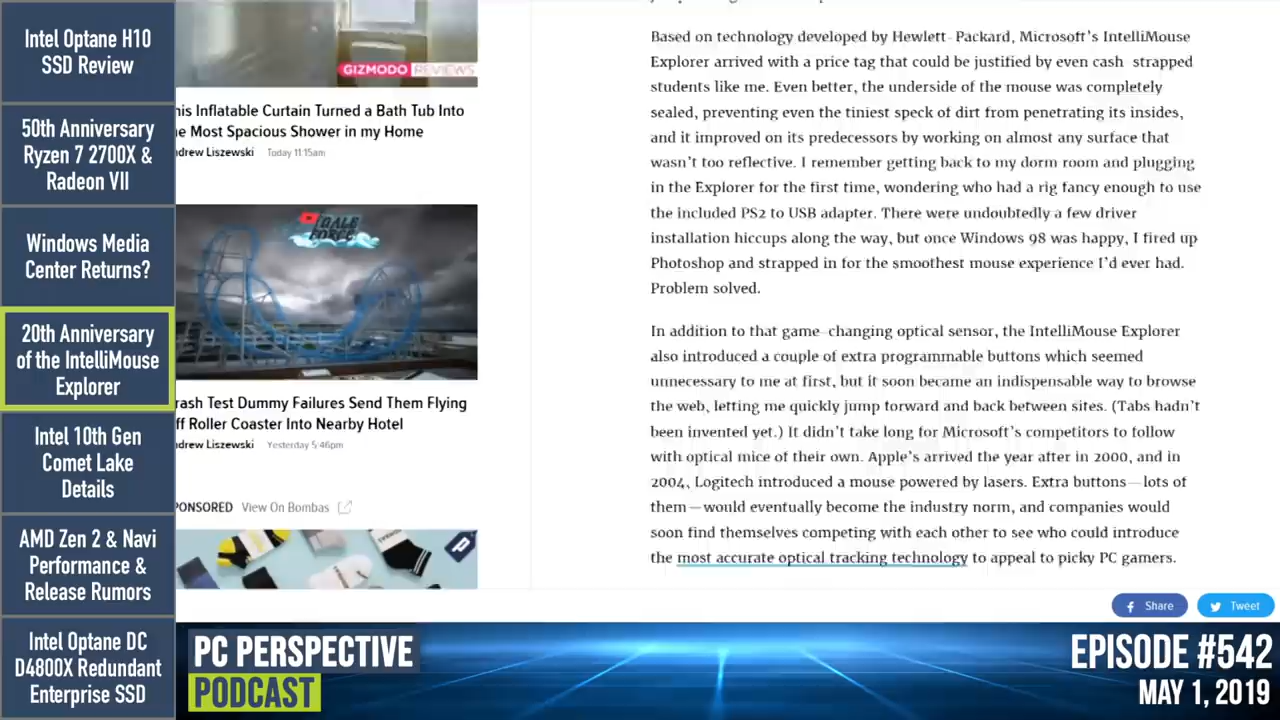 Intel Optane H10
SSD Review
50th Anniversary
Ryzen 7 2700X &
Radeon VII
Windows Media
Center Returns?
20th Anniversary
of the IntelliMouse
Explorer
Intel 10th Gen
Comet Lake
Details
AMD Zen 2 & Navi
Performance &
Release Rumors
Intel Optane DC
D4800X Redundant
Enterprise SSD
GIZMODO REVIEWS
his Inflatable Curtain Turned a Bath Tub Into
e Most Spacious Shower in my Home
drew Liszewski Today 11:15am
GALE
FORCE
rash Test Dummy Failures Send Them Flying
ff Roller Coaster Into Nearby Hotel
drew Liszewski Yesterday 5:46pm
PONSORED View On Bombas
Based on technology developed by Hewlett-Packard, Microsoft's IntelliMouse
Explorer arrived with a price tag that could be justified by even cash-strapped
students like me. Even better, the underside of the mouse was completely
sealed, preventing even the tiniest speck of dirt from penetrating its insides,
and it improved on its predecessors by working on almost any surface that
wasn't too reflective. I remember getting back to my dorm room and plugging
in the Explorer for the first time, wondering who had a rig fancy enough to use
the included PS2 to USB adapter. There were undoubtedly a few driver
installation hiccups along the way, but once Windows 98 was happy, I fired up
Photoshop and strapped in for the smoothest mouse experience I'd ever had.
Problem solved.
In addition to that game-changing optical sensor, the IntelliMouse Explorer
also introduced a couple of extra programmable buttons which seemed
unnecessary to me at first, but it soon became an indispensable way to browse
the web, letting me quickly jump forward and back between sites. (Tabs hadn't
been invented yet.) It didn't take long for Microsoft's competitors to follow
with optical mice of their own. Apple's arrived the year after in 2000, and in
2004, Logitech introduced a mouse powered by lasers. Extra buttons—lots of
them—would eventually become the industry norm, and companies would
soon find themselves competing with each other to see who could introduce
the most accurate optical tracking technology to appeal to picky PC gamers.
Share
Tweet
PC PERSPECTIVE
PODCAST
EPISODE #542
MAY 1, 2019